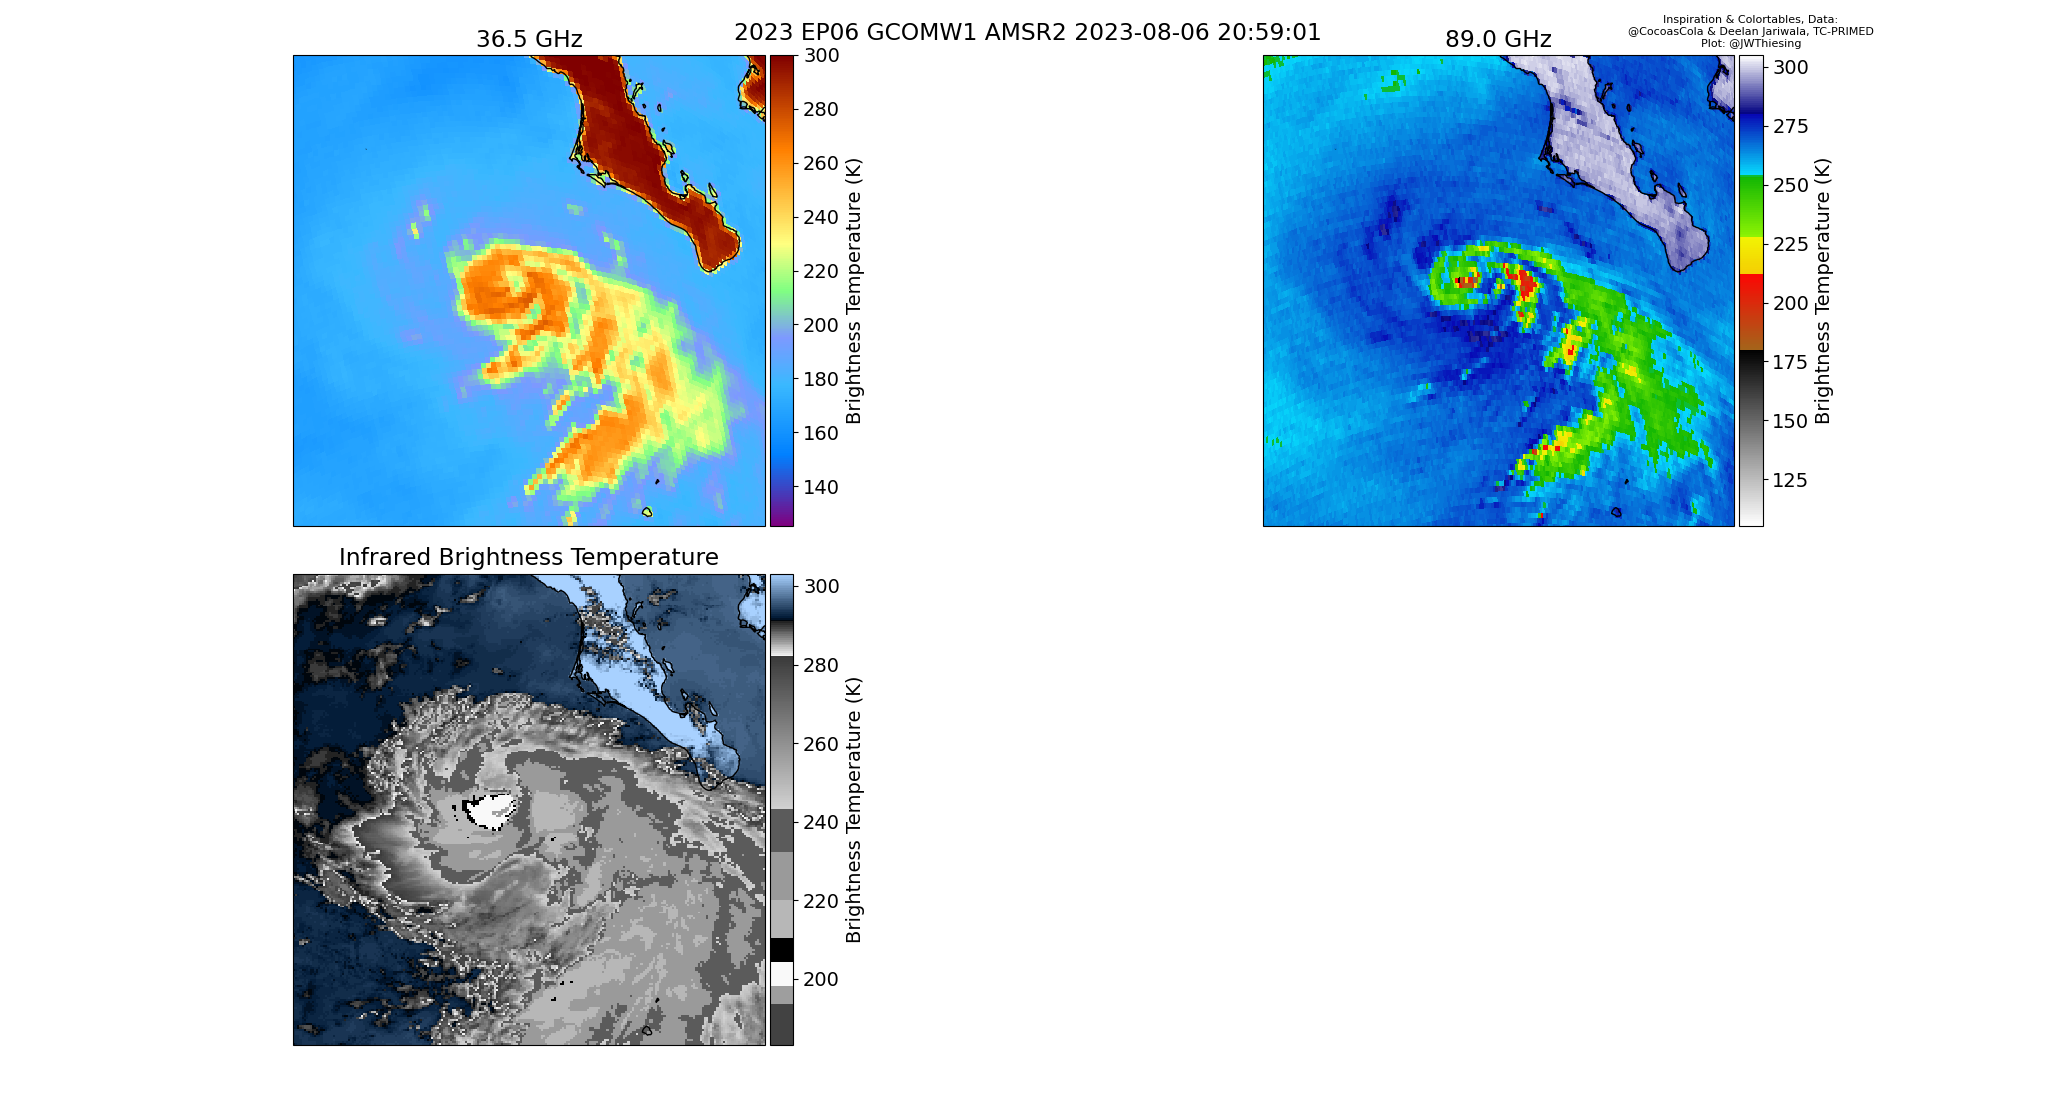 2023 EP06 GCOMW1 AMSR2 2023-08-06 20:59:01
Inspiration & Colortables, Data:
@CocoasCola & Deelan Jariwala, TC-PRIMED
Plot: @JWThiesing
36.5 GHz
300
280
260
240
220
200
180
160
140
Brightness Temperature (K)
89.0 GHz
300
275
250
225
200
175
150
125
Brightness Temperature (K)
Infrared Brightness Temperature
300
280
260
240
220
200
Brightness Temperature (K)